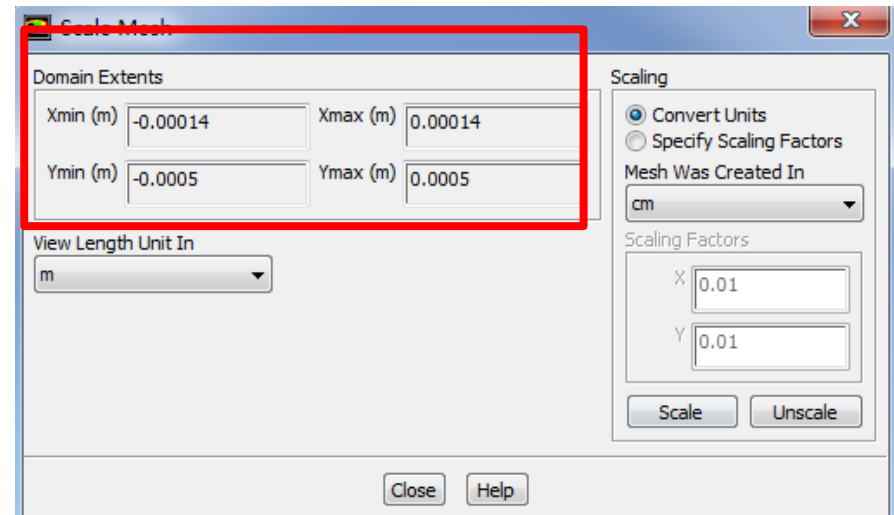 Scale Mesh
Domain Extents
Xmin (m) -0.00014 Xmax (m) 0.00014
Ymin (m) -0.0005 Ymax (m) 0.0005
View Length Unit In
m
Scaling
Convert Units
Specify Scaling Factors
Mesh Was Created In
cm
Scaling Factors
X 0.01
Y 0.01
Scale Unscale
Close Help